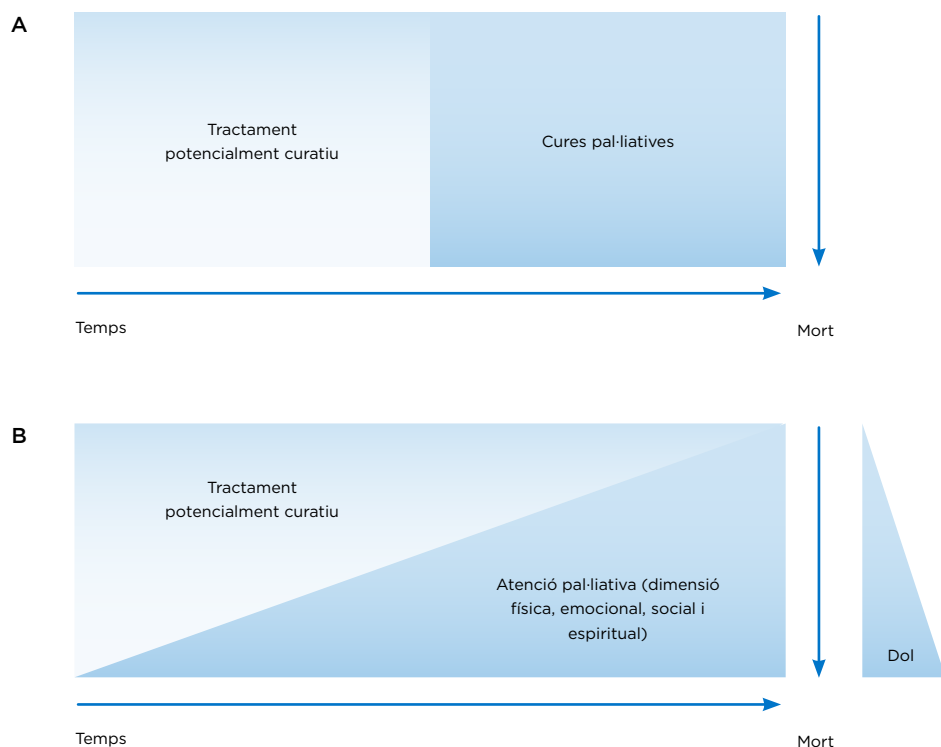 A
Tractament
potencialment curatiu
Cures pal·liatives
Temps
Mort
B
Tractament
potencialment curatiu
Atenció pal·liativa (dimensió
física, emocional, social i
espiritual)
Dol
Temps
Mort